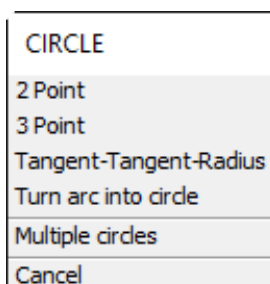 CIRCLE
2 Point
3 Point
Tangent-Tangent-Radius
Turn arc into circle
Multiple circles
Cancel